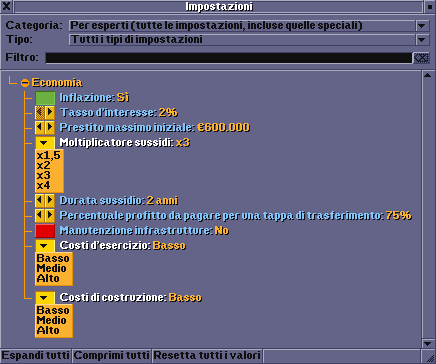 Impostazioni
Categoria: Per esperti (tutte le impostazioni, incluse quelle speciali)
Tipo: Tutti i tipi di impostazioni
Filtro:
Economia
Inflazione: Sì
Tasso d'interesse: 2%
Prestito massimo iniziale: €600.000
Moltiplicatore sussidi: x3
x1,5
x2
x3
x4
Durata sussidio: 2 anni
Percentuale profitto da pagare per una tappa di trasferimento: 75%
Manutenzione infrastrutture: No
Costi d'esercizio: Basso
Basso
Medio
Alto
Costi di costruzione: Basso
Basso
Medio
Alto
Espandi tutti Comprimi tutti Resetta tutti i valori